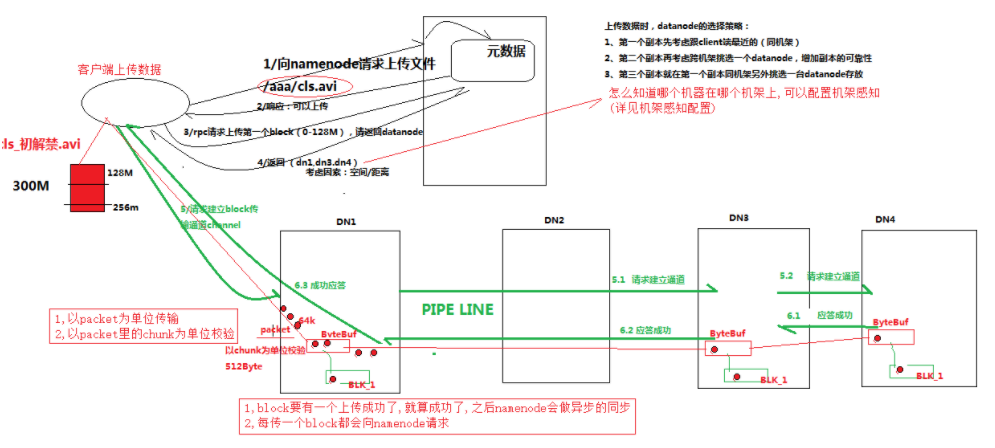 上传数据时，datanode的选择策略：
1、第一个副本先考虑跟client端最近的（同机架）
2、第二个副本再考虑跨机架挑选一个datanode，增加副本的可靠性
3、第三个副本就在第一个副本同机架另外挑选一台datanode存放
怎么知道哪个机器在哪个机架上,可以配置机架感知
(详见机架感知配置)
元数据
客户端上传数据
1/向namenode请求上传文件
/aaa/cls.avi
2/响应：可以上传
3/rpc请求上传第一个block（0-128M），请返回datanode
4/返回（dn1,dn3,dn4）
考虑因素：空间/距离
cls_初解禁.avi
300M
128M
256m
5/请求建立block传
输通道channel
DN1
DN2
DN3
DN4
6.3 成功应答
5.1 请求建立通道
5.2 请求建立通道
PIPE LINE
6.2 应答成功
6.1 应答成功
1,以packet为单位传输
2,以packet里的chunk为单位校验
64k
packet
ByteBuf
以chunk为单位校验
512Byte
BLK_1
ByteBuf
BLK_1
ByteBuf
BLK_1
1,block要有一个上传成功了,就算成功了,之后namenode会做异步的同步
2,每传一个block都会向namenode请求